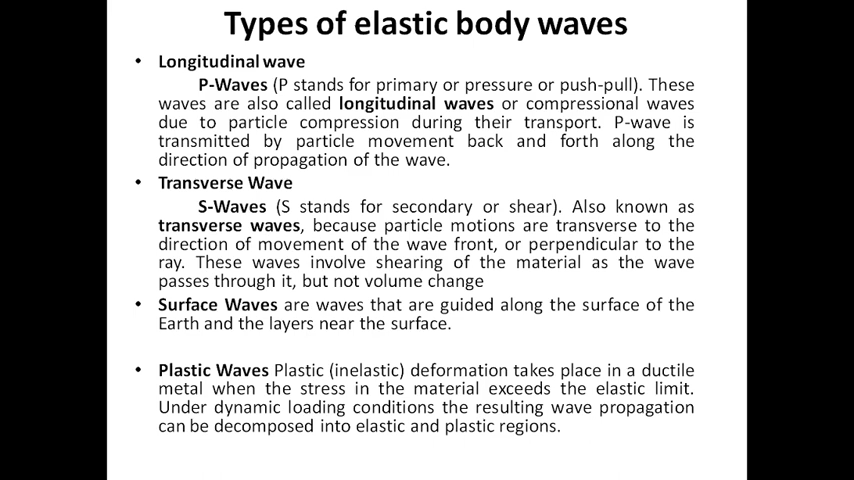 Types of elastic body waves
• Longitudinal wave
P-Waves (P stands for primary or pressure or push-pull). These
waves are also called longitudinal waves or compressional waves
due to particle compression during their transport. P-wave is
transmitted by particle movement back and forth along the
direction of propagation of the wave.
• Transverse Wave
S-Waves (S stands for secondary or shear). Also known as
transverse waves, because particle motions are transverse to the
direction of movement of the wave front, or perpendicular to the
ray. These waves involve shearing of the material as the wave
passes through it, but not volume change
• Surface Waves are waves that are guided along the surface of the
Earth and the layers near the surface.
• Plastic Waves Plastic (inelastic) deformation takes place in a ductile
metal when the stress in the material exceeds the elastic limit.
Under dynamic loading conditions the resulting wave propagation
can be decomposed into elastic and plastic regions.